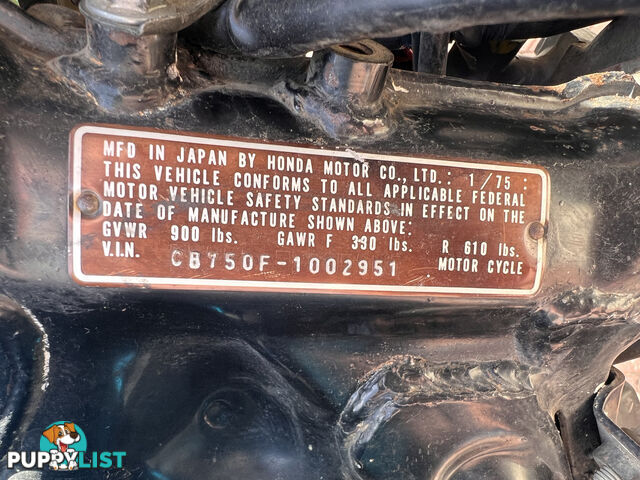 MFD IN JAPAN BY HONDA MOTOR CO., LTD.: 1/75 :
THIS VEHICLE CONFORMS TO ALL APPLICABLE FEDERAL
MOTOR VEHICLE SAFETY STANDARDS IN EFFECT ON THE
DATE OF MANUFACTURE SHOWN ABOVE:
GVWR 900 lbs. GAWR F 330 lbs. R 610 lbs.
V.I.N. CB750F-1002951 MOTOR CYCLE
PUPPYLIST